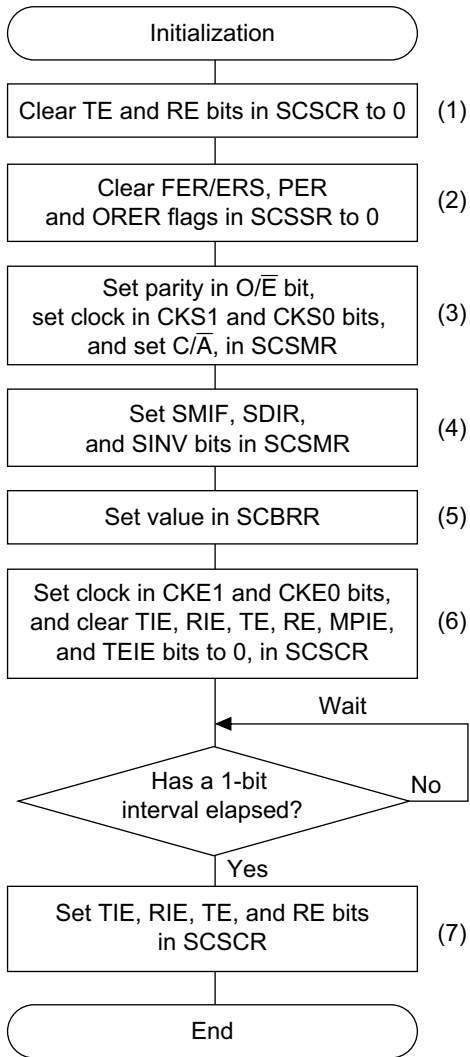 Initialization
Clear TE and RE bits in SCSCR to 0
(1)
Clear FER/ERS, PER
and ORER flags in SCSSR to 0
(2)
Set parity in O/E̅ bit,
set clock in CKS1 and CKS0 bits,
and set C/A̅, in SCSMR
(3)
Set SMIF, SDIR,
and SINV bits in SCSMR
(4)
Set value in SCBRR
(5)
Set clock in CKE1 and CKE0 bits,
and clear TIE, RIE, TE, RE, MPIE,
and TEIE bits to 0, in SCSCR
(6)
Wait
Has a 1-bit
interval elapsed?
No
Yes
Set TIE, RIE, TE, and RE bits
in SCSCR
(7)
End